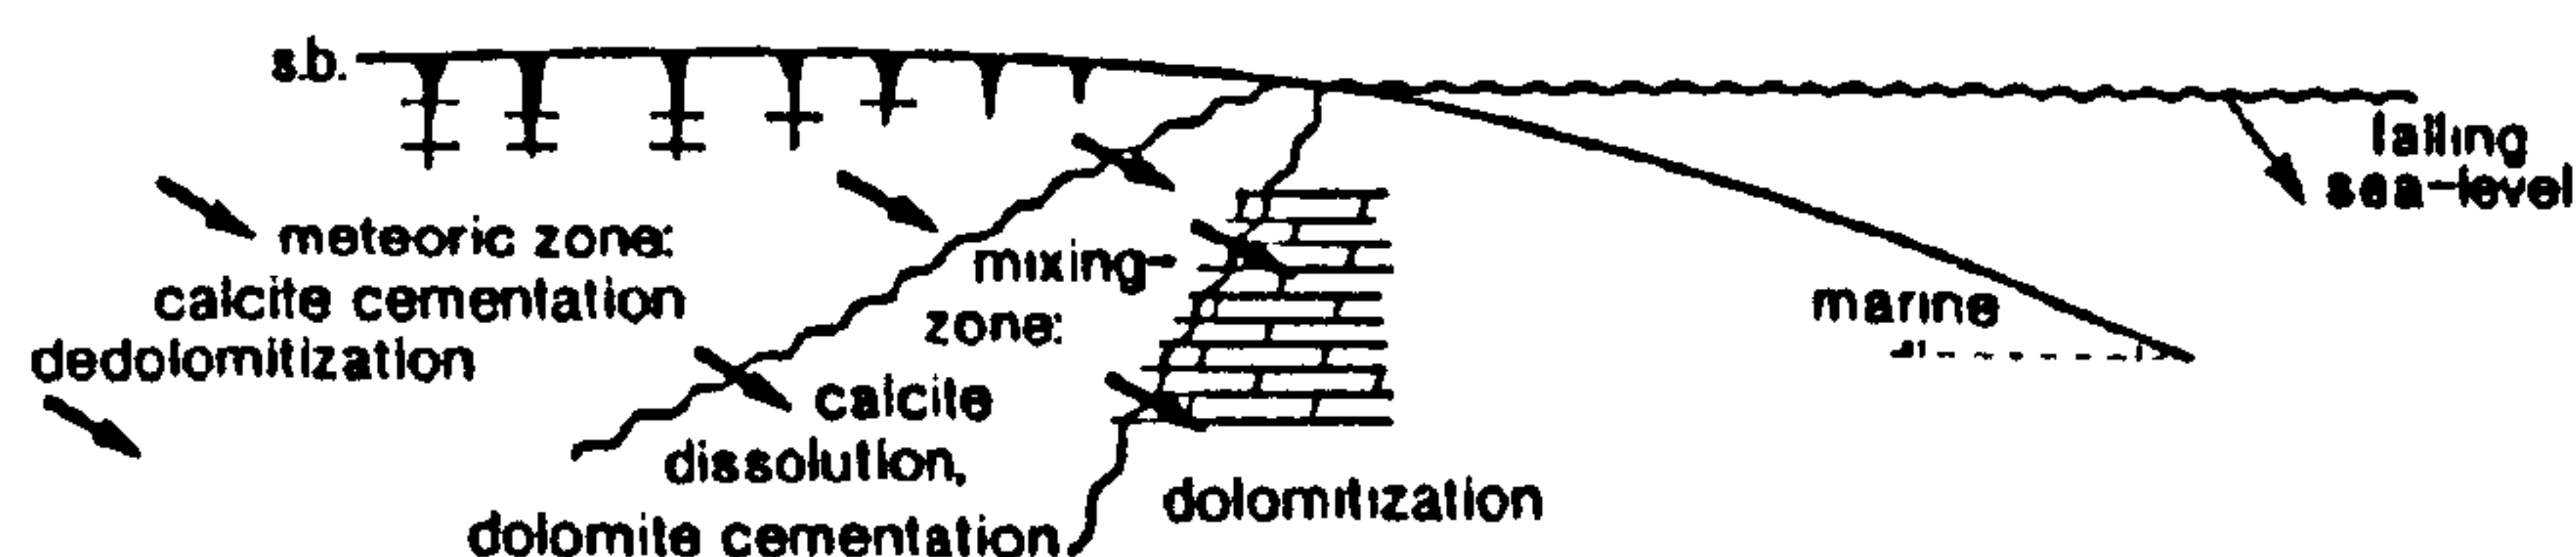 s.b.
falling
sea-level
meteoric zone:
calcite cementation
dedolomitization
mixing-
zone:
calcite
dissolution,
dolomite cementation
dolomitization
marine